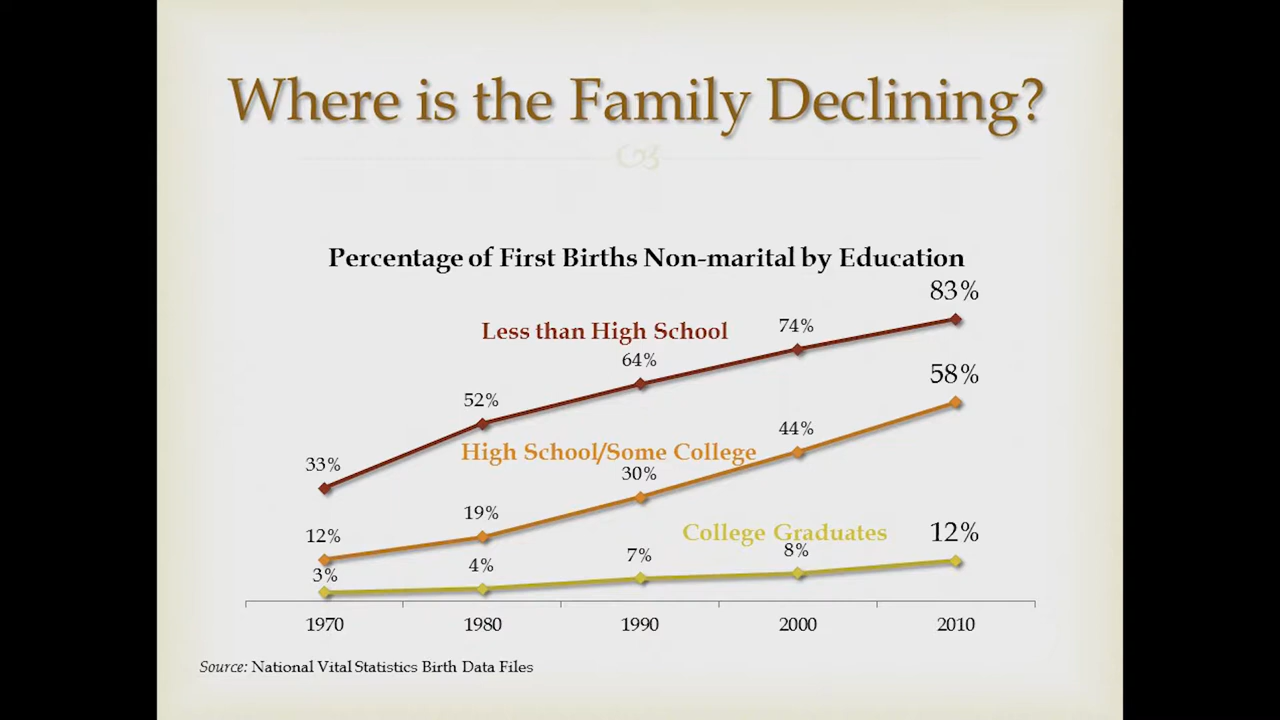 Where is the Family Declining?
Percentage of First Births Non-marital by Education
83%
Less than High School
74%
64%
58%
52%
44%
High School/Some College
33%
30%
19%
College Graduates
12%
12%
8%
7%
4%
3%
1970 1980 1990 2000 2010
Source: National Vital Statistics Birth Data Files